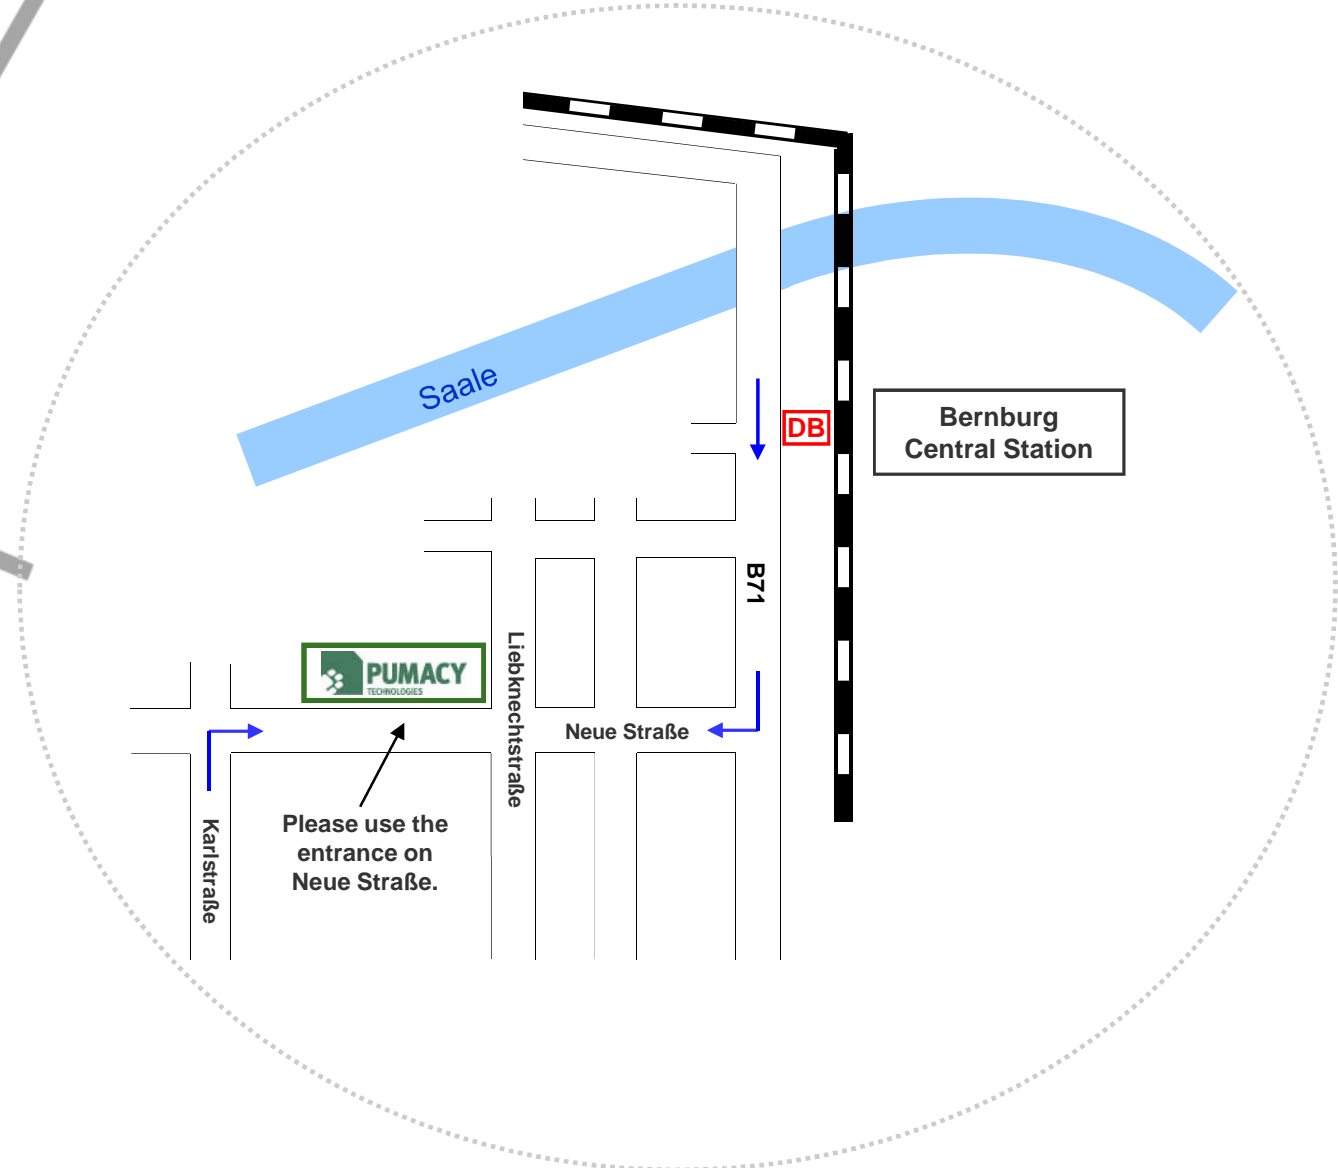 Saale
DB
Bernburg
Central Station
B71
PUMACY
TECHNOLOGIES
Liebknechtstraße
Neue Straße
Please use the
entrance on
Neue Straße.
Karlstraße